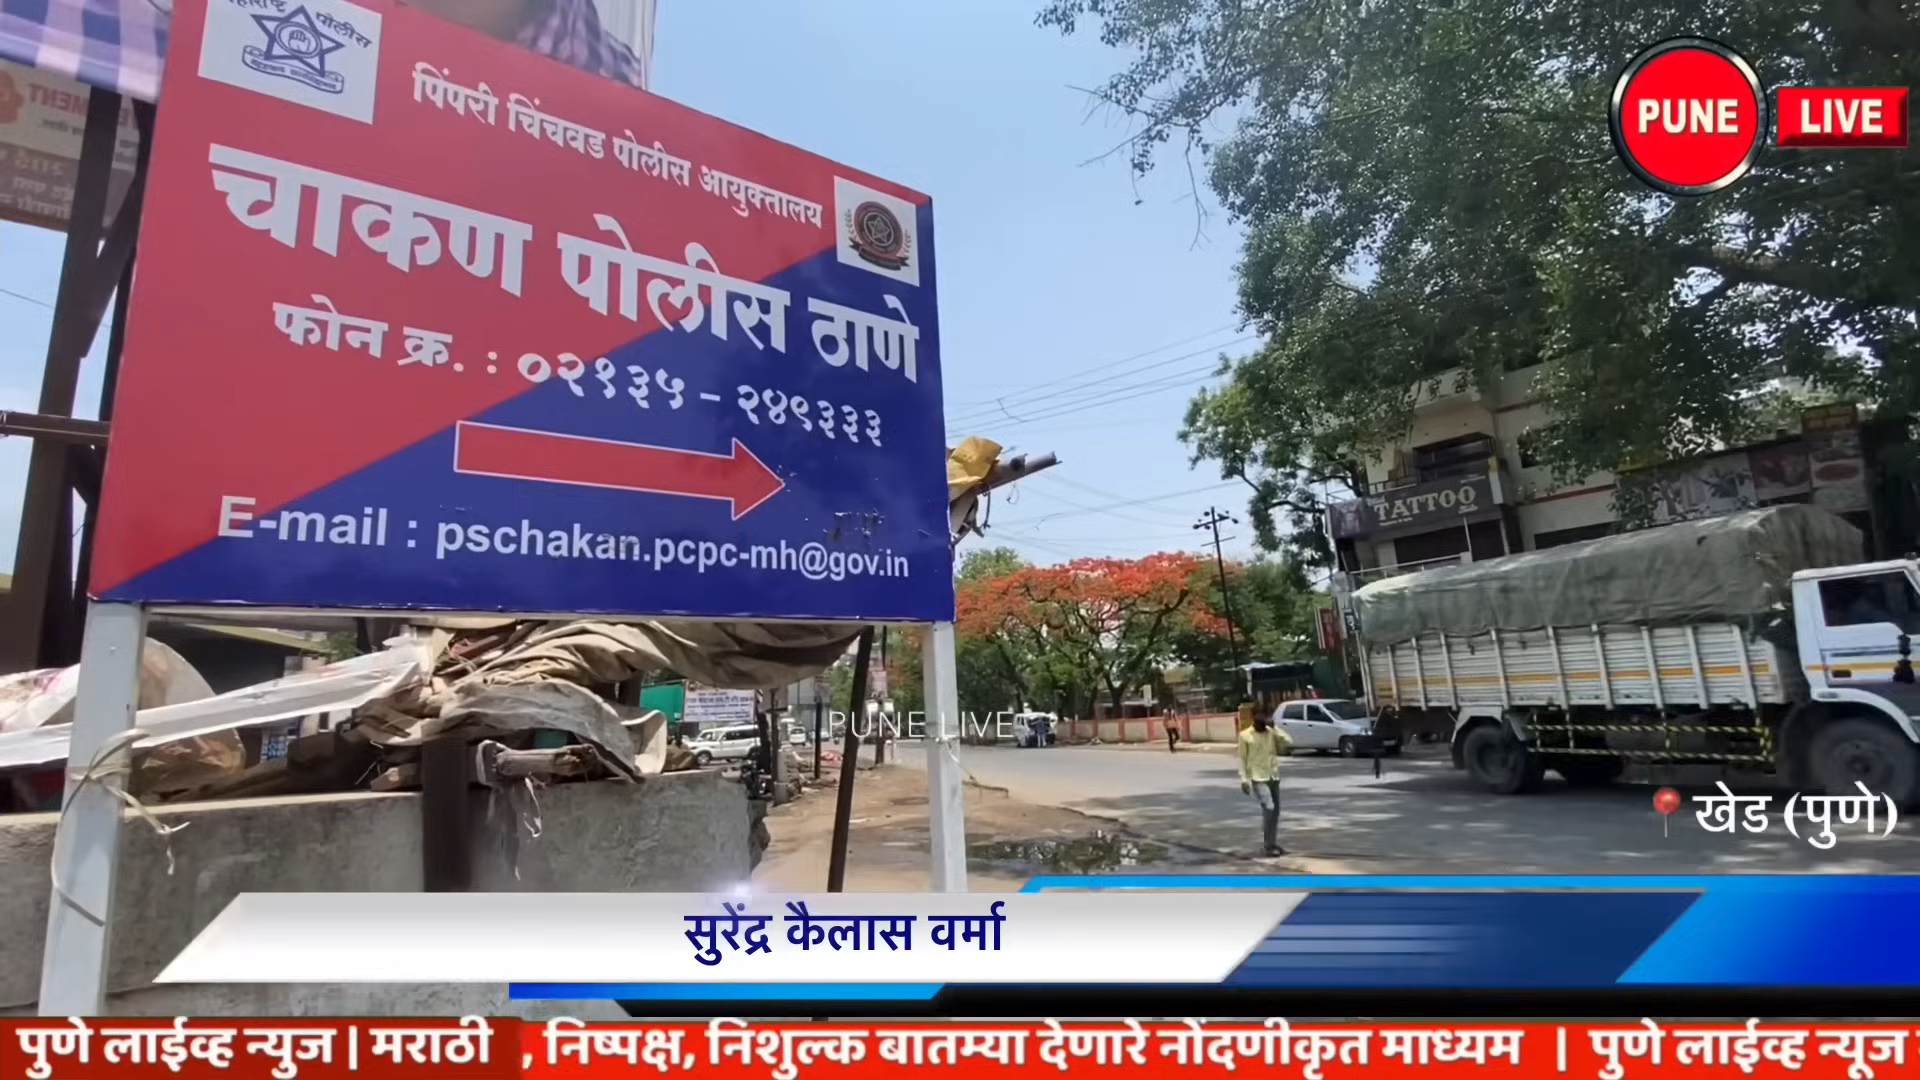 महाराष्ट्र पोलीस
पिंपरी चिंचवड पोलीस आयुक्तालय
चाकण पोलीस ठाणे
फोन क्र. : ०२१३५ - २४९३३३
E-mail : pschakan.pcpc-mh@gov.in
PUNE LIVE
TATTOO
PUNE LIVE
📍 खेड (पुणे)
सुरेंद्र कैलास वर्मा
पुणे लाईव्ह न्युज | मराठी , निष्पक्ष, निशुल्क बातम्या देणारे नोंदणीकृत माध्यम | पुणे लाईव्ह न्यूज